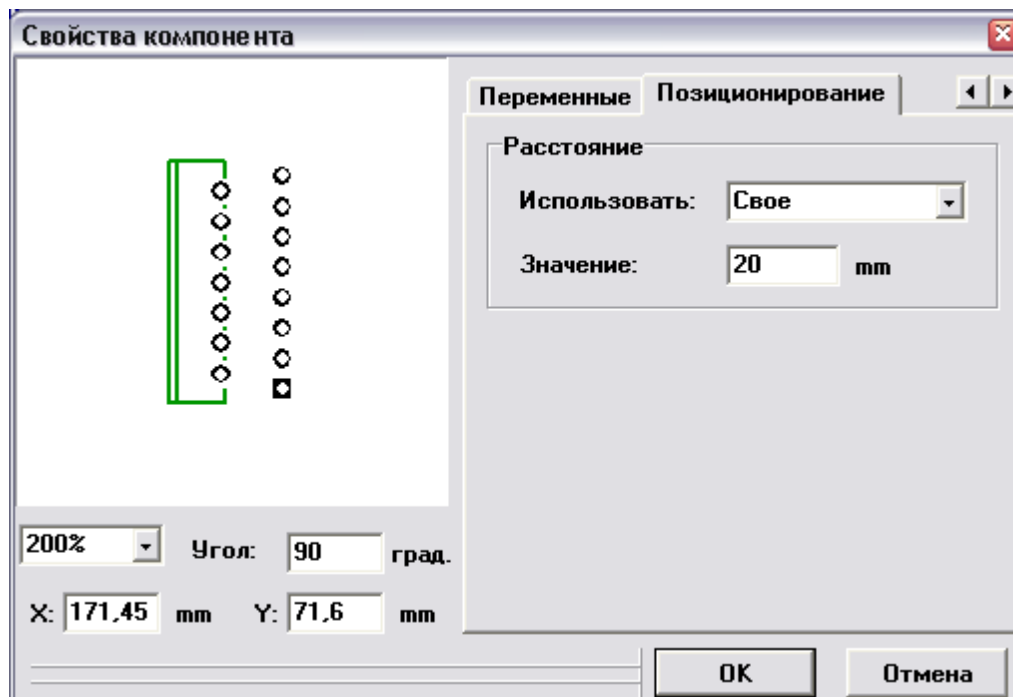 Свойства компонента
Переменные Позиционирование
Расстояние
Использовать: Свое
Значение: 20 mm
200% Угол: 90 град.
X: 171,45 mm Y: 71,6 mm
OK Отмена